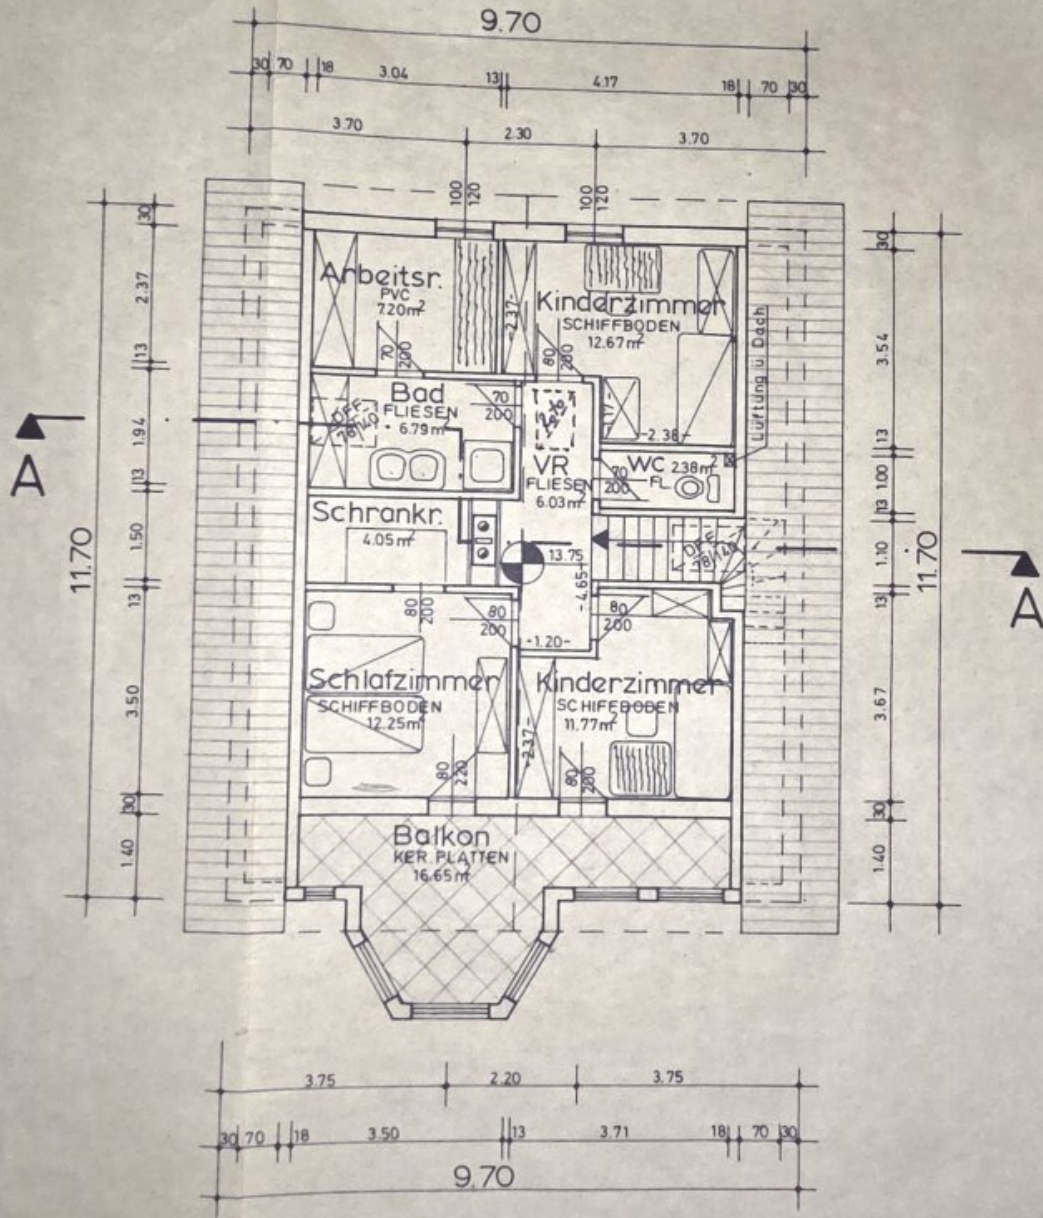 9.70
30 70 18 3.04 13 4.17 18 70 30
3.70 2.30 3.70
100
120
100
120
30
2.37
13
1.94
13
1.50
13
3.50
30
1.40
11.70
30
3.54
13
1.00
13
1.10
13
3.67
30
1.40
11.70
Arbeitsr.
PVC
7.20m²
70
200
Kinderzimmer
SCHIFFBODEN
12.67m²
-2.37-
80
200
-2.38-
Lüftung ü Dach
Bad
FLIESEN
6.79m²
70
200
DFF
78/140
VR
FLIESEN
6.03m²
WC 2.38m²
FL.
70
200
A
A
Schrankr.
4.05m²
13.75
DFF
78/140
-4.65-
80
200
80
200
80
200
-1.20-
Schlafzimmer
SCHIFFBODEN
12.25m²
Kinderzimmer
SCHIFFBODEN
11.77m²
-2.37-
80
220
80
200
Balkon
KER. PLATTEN
16.65m²
3.75 2.20 3.75
30 70 18 3.50 13 3.71 18 70 30
9.70